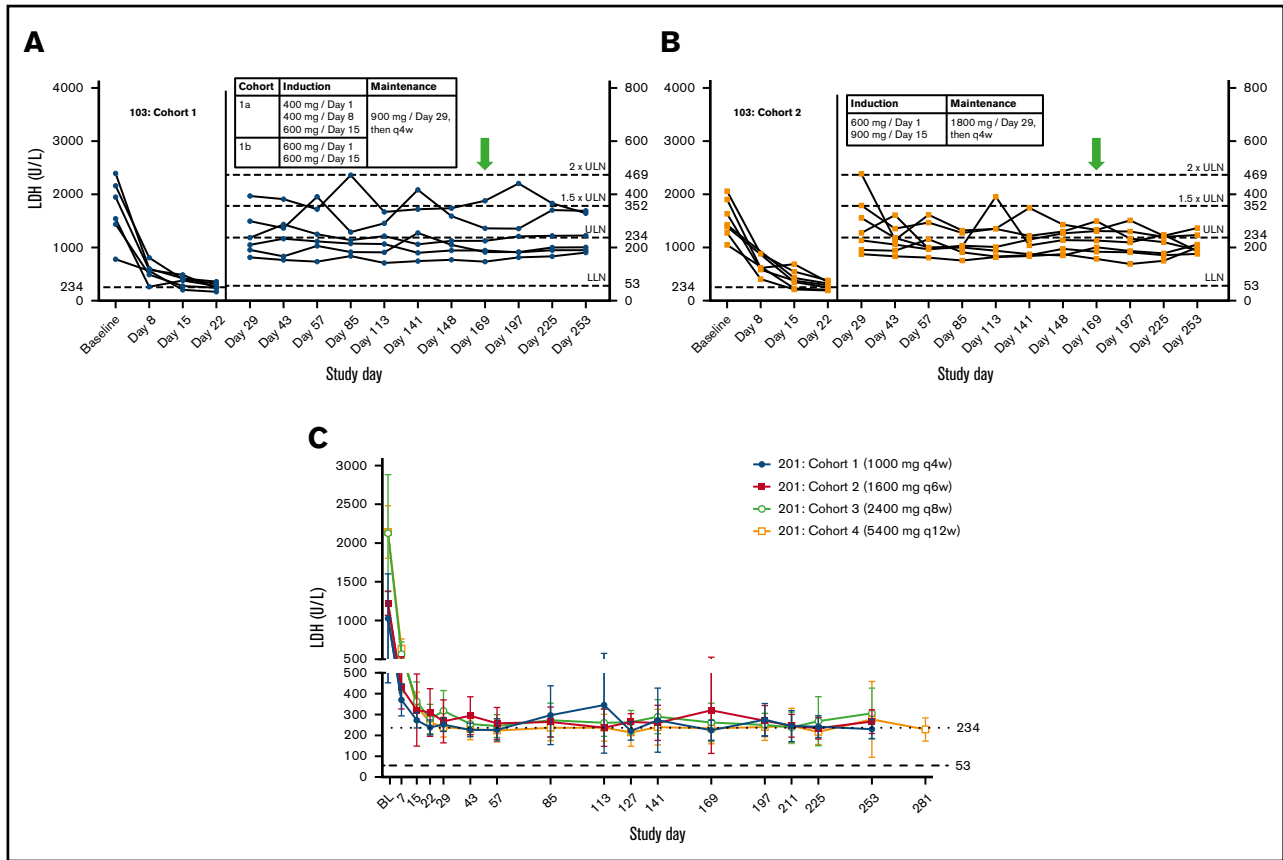 A
103: Cohort 1
Cohort Induction Maintenance
1a 400 mg / Day 1
400 mg / Day 8
600 mg / Day 15
900 mg / Day 29,
then q4w
1b 600 mg / Day 1
600 mg / Day 15
LDH (U/L)
4000
3000
2000
1000
234
0
800
600
2 x ULN
469
400
1.5 x ULN
352
ULN
234
200
LLN
53
0
Baseline
Day 8
Day 15
Day 22
Day 29
Day 43
Day 57
Day 85
Day 113
Day 141
Day 148
Day 169
Day 197
Day 225
Day 253
Study day
B
103: Cohort 2
Induction Maintenance
600 mg / Day 1
900 mg / Day 15
1800 mg / Day 29,
then q4w
4000
3000
2000
1000
234
0
800
600
2 x ULN
469
400
1.5 x ULN
352
ULN
234
200
LLN
53
0
Baseline
Day 8
Day 15
Day 22
Day 29
Day 43
Day 57
Day 85
Day 113
Day 141
Day 148
Day 169
Day 197
Day 225
Day 253
Study day
C
201: Cohort 1 (1000 mg q4w)
201: Cohort 2 (1600 mg q6w)
201: Cohort 3 (2400 mg q8w)
201: Cohort 4 (5400 mg q12w)
LDH (U/L)
3000
2500
2000
1500
1000
500
500
400
300
200
100
0
234
53
BL
7
15
22
29
43
57
85
113
127
141
169
197
211
225
253
281
Study day